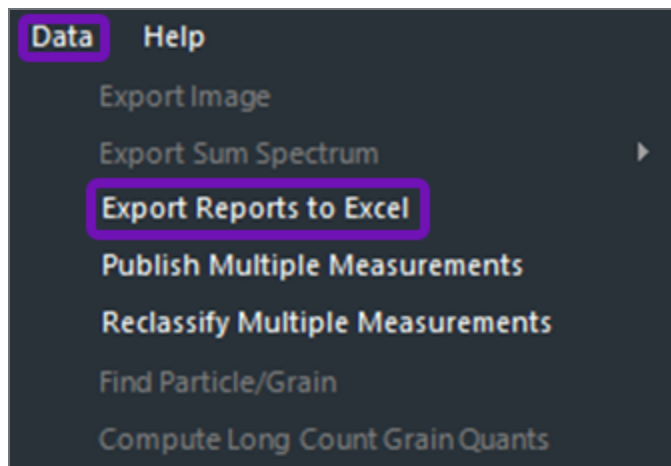 Data Help
Export Image
Export Sum Spectrum
Export Reports to Excel
Publish Multiple Measurements
Reclassify Multiple Measurements
Find Particle/Grain
Compute Long Count Grain Quants